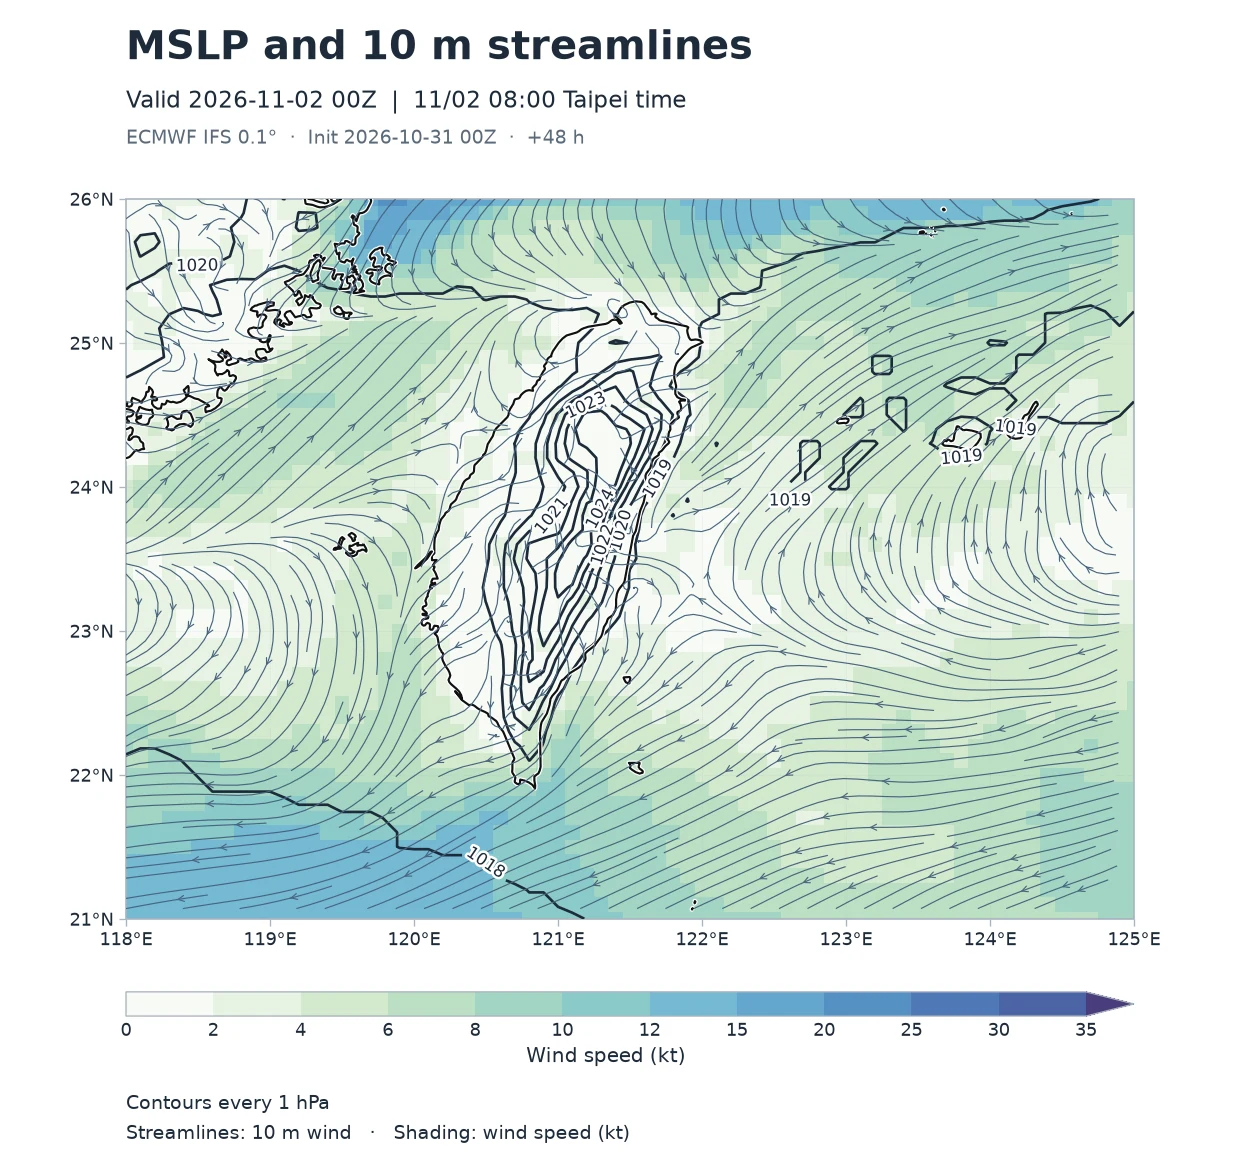 MSLP and 10 m streamlines
Valid 2026-11-02 00Z | 11/02 08:00 Taipei time
ECMWF IFS 0.1° · Init 2026-10-31 00Z · +48 h
26°N
1020
25°N
1023
1019
1019
1019
24°N
1019
1021
1024
1020
1022
23°N
22°N
1018
21°N
118°E 119°E 120°E 121°E 122°E 123°E 124°E 125°E
0 2 4 6 8 10 12 15 20 25 30 35
Wind speed (kt)
Contours every 1 hPa
Streamlines: 10 m wind · Shading: wind speed (kt)